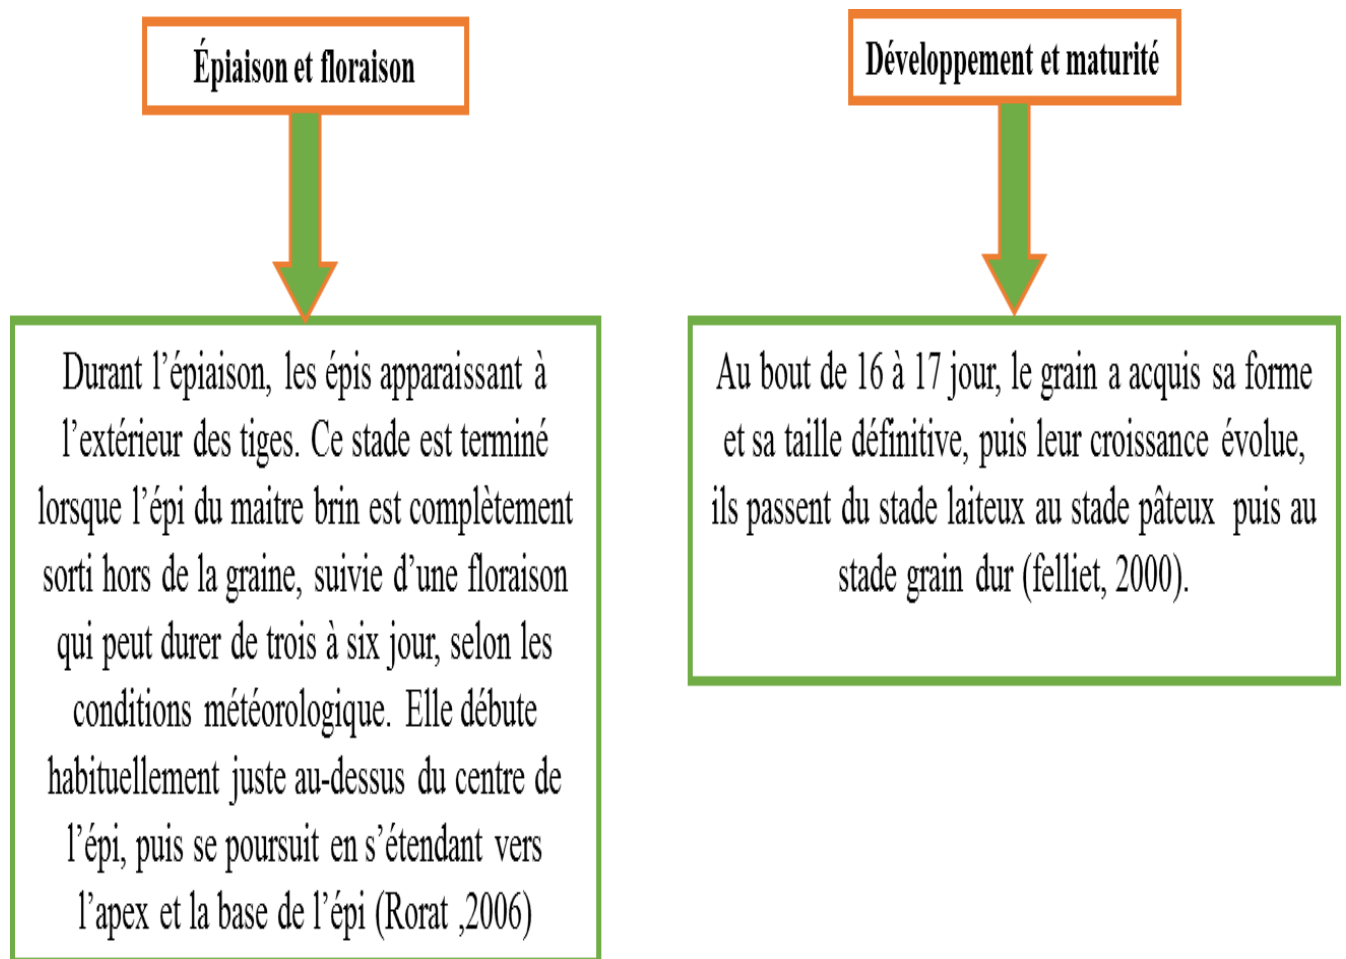 Épiaison et floraison
Durant l’épiaison, les épis apparaissant à
l’extérieur des tiges. Ce stade est terminé
lorsque l’épi du maitre brin est complètement
sorti hors de la graine, suivie d’une floraison
qui peut durer de trois à six jour, selon les
conditions météorologique. Elle débute
habituellement juste au-dessus du centre de
l’épi, puis se poursuit en s’étendant vers
l’apex et la base de l’épi (Rorat ,2006)
Développement et maturité
Au bout de 16 à 17 jour, le grain a acquis sa forme
et sa taille définitive, puis leur croissance évolue,
ils passent du stade laiteux au stade pâteux  puis au
stade grain dur (felliet, 2000).